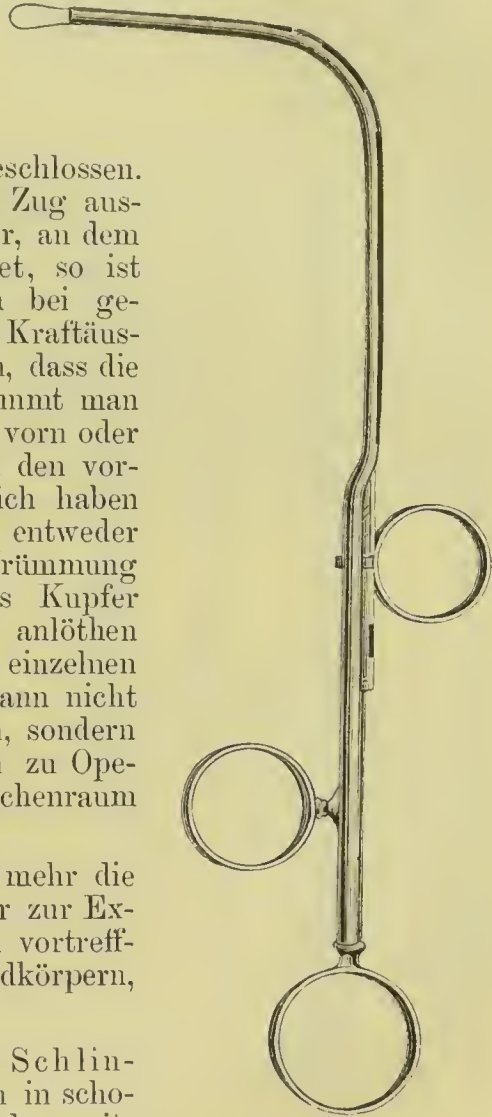 eschlossen.
Zug aus-
r, an dem
et, so ist
bei ge-
Kraftäus-
, dass die
mmt man
vorn oder
den vor-
ich haben
entweder
rümmung
s Kupfer
anlöthen
einzelnen
ann nicht
, sondern
zu Ope-
chenraum
mehr die
r zur Ex-
vortreff-
dkörpern,
Schlin-
in scho-